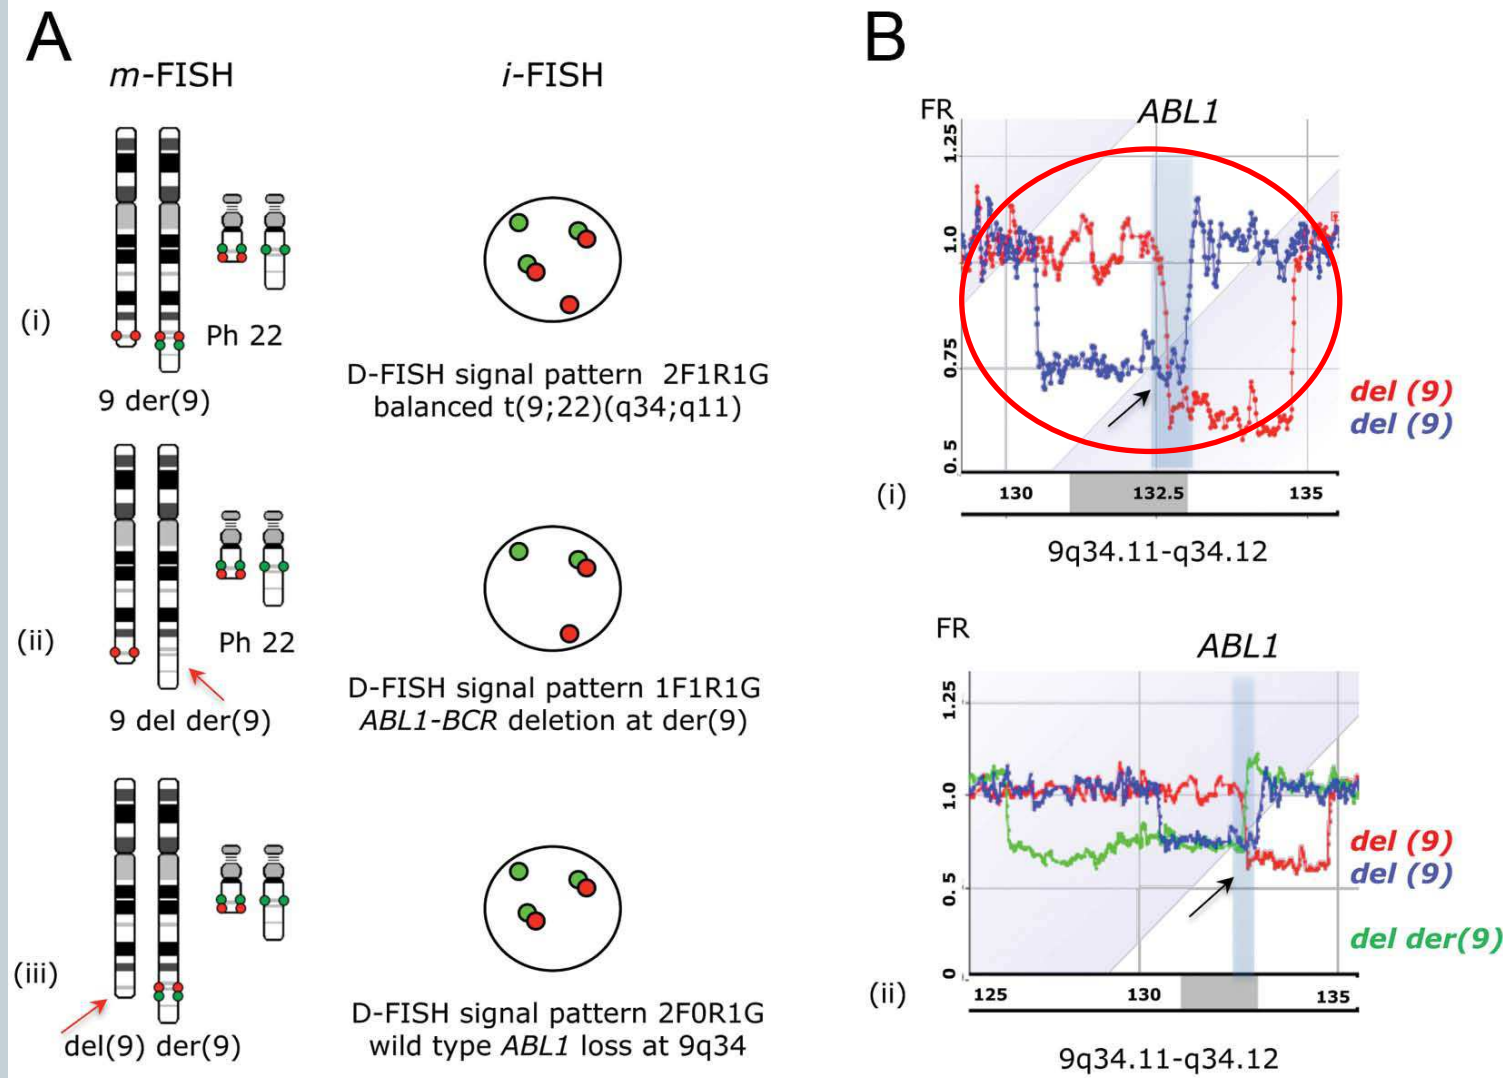 A
m-FISH
i-FISH
(i)
Ph 22
9 der(9)
D-FISH signal pattern 2F1R1G
balanced t(9;22)(q34;q11)
(ii)
Ph 22
9 del der(9)
D-FISH signal pattern 1F1R1G
ABL1-BCR deletion at der(9)
(iii)
del(9) der(9)
D-FISH signal pattern 2F0R1G
wild type ABL1 loss at 9q34
B
FR
ABL1
1.25
1.0
0.75
0.5
del (9)
del (9)
(i)
130
132.5
135
9q34.11-q34.12
FR
ABL1
1.25
1.0
0.5
0
del (9)
del (9)
del der(9)
(ii)
125
130
135
9q34.11-q34.12